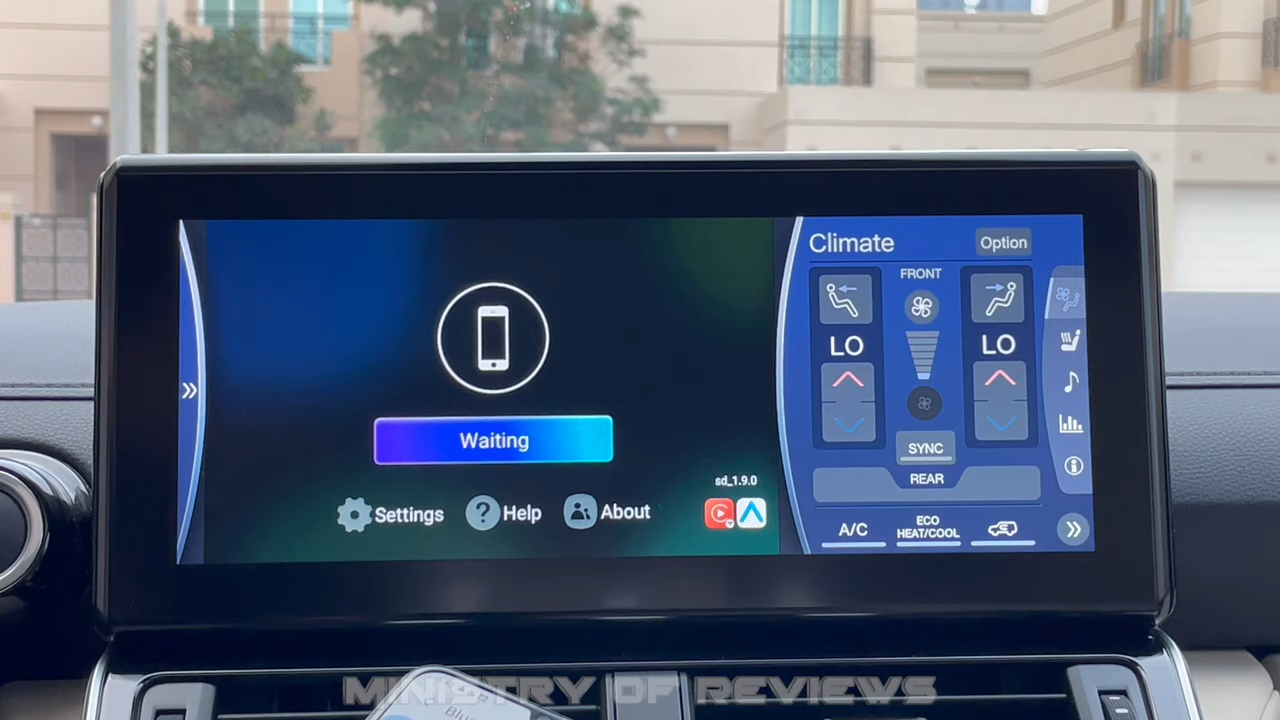 Waiting
Settings
Help
About
sd_1.9.0
Climate
Option
FRONT
LO
LO
SYNC
REAR
A/C
ECO
HEAT/COOL
MINISTRY OF REVIEWS